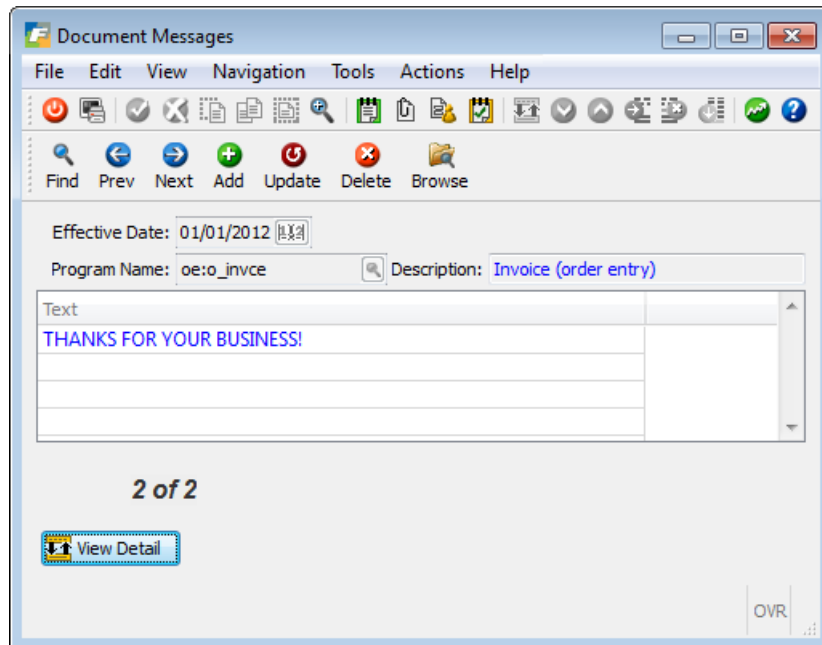 Document Messages
File Edit View Navigation Tools Actions Help
Find Prev Next Add Update Delete Browse
Effective Date: 01/01/2012
Program Name: oe:o_invce Description: Invoice (order entry)
Text
THANKS FOR YOUR BUSINESS!
2 of 2
View Detail
OVR